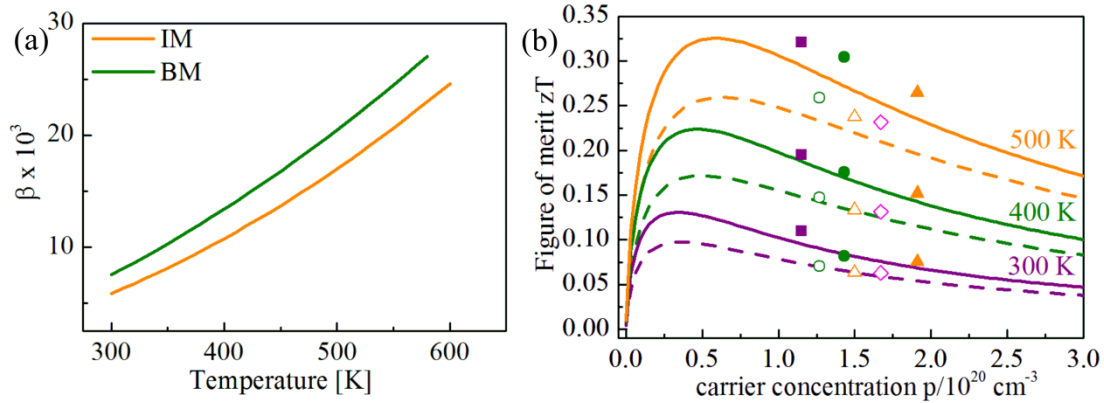 (a)
IM
BM
30
20
10
β x 10³
300
400
500
600
Temperature [K]
(b)
0.35
0.30
0.25
0.20
0.15
0.10
0.05
0.00
Figure of merit zT
500 K
400 K
300 K
0.0
0.5
1.0
1.5
2.0
2.5
3.0
carrier concentration p/10²⁰ cm⁻³